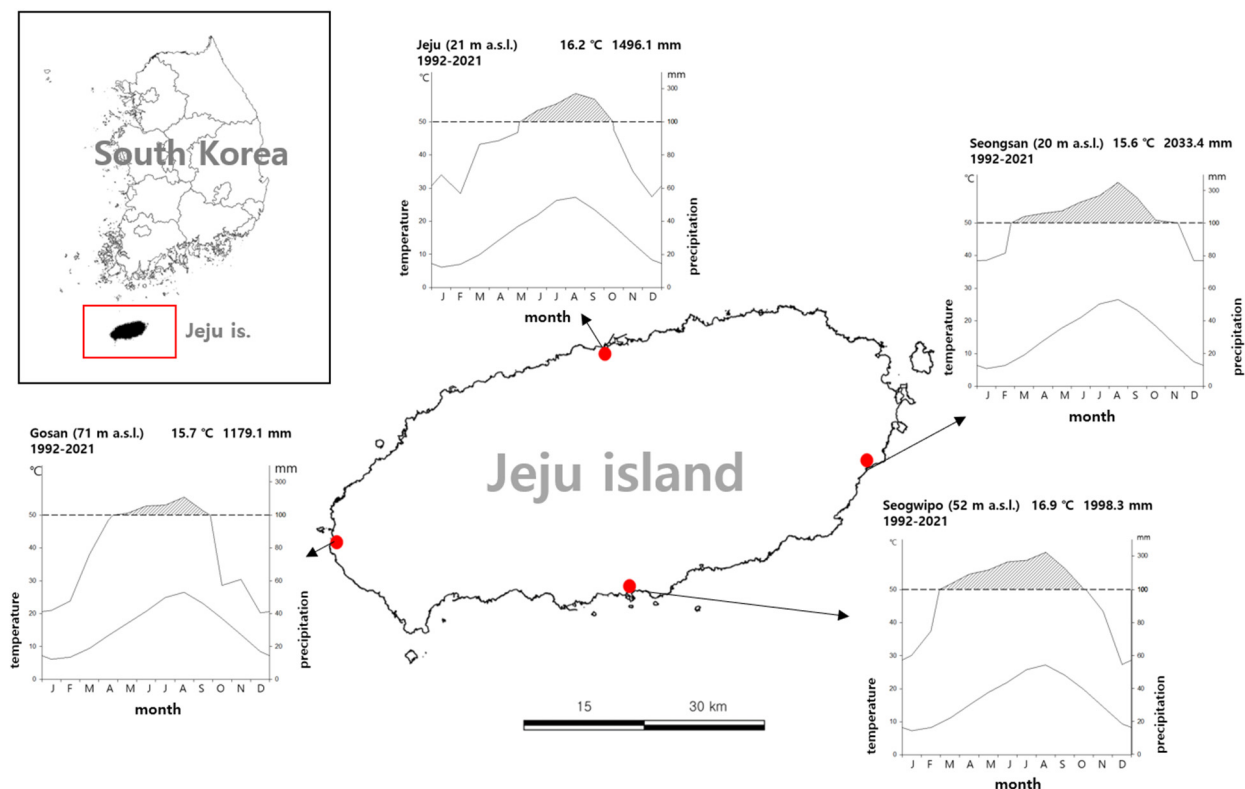 South Korea
Jeju is.
Jeju (21 m a.s.l.) 16.2 ℃ 1496.1 mm
1992-2021
℃ mm
300
50 100
40 80
30 60
20 40
10 20
0 0
J F M A M J J A S O N D
temperature
precipitation
month
Seongsan (20 m a.s.l.) 15.6 ℃ 2033.4 mm
1992-2021
℃ mm
300
50 100
40 80
30 60
20 40
10 20
0 0
J F M A M J J A S O N D
temperature
precipitation
month
Gosan (71 m a.s.l.) 15.7 ℃ 1179.1 mm
1992-2021
℃ mm
300
50 100
40 80
30 60
20 40
10 20
0 0
J F M A M J J A S O N D
temperature
precipitation
month
Jeju island
Seogwipo (52 m a.s.l.) 16.9 ℃ 1998.3 mm
1992-2021
℃ mm
300
50 100
40 80
30 60
20 40
10 20
0 0
J F M A M J J A S O N D
temperature
precipitation
month
15 30 km